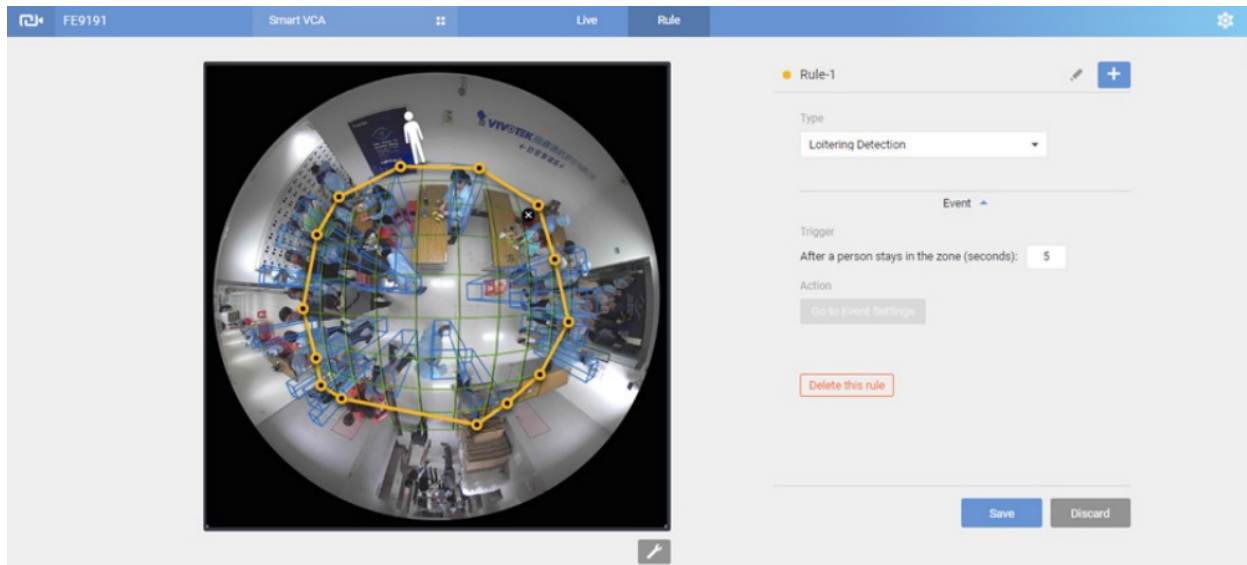 FE9191
Smart VCA
Live
Rule
VIVOTEK
Rule-1
Type
Loitering Detection
Event
Trigger
After a person stays in the zone (seconds): 5
Action
Go to Event Settings
Delete this rule
Save
Discard